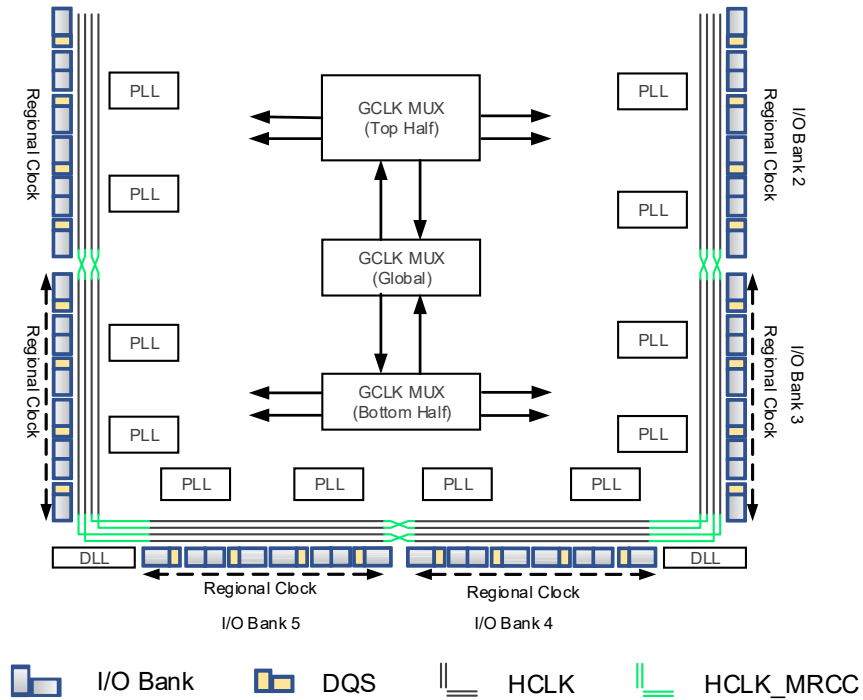 PLL
GCLK MUX
(Top Half)
PLL
Regional Clock
Regional Clock
I/O Bank 2
PLL
PLL
GCLK MUX
(Global)
PLL
PLL
Regional Clock
Regional Clock
I/O Bank 3
GCLK MUX
(Bottom Half)
PLL
PLL
PLL
PLL
PLL
PLL
DLL
DLL
Regional Clock
Regional Clock
I/O Bank 5
I/O Bank 4
I/O Bank
DQS
HCLK
HCLK_MRCC